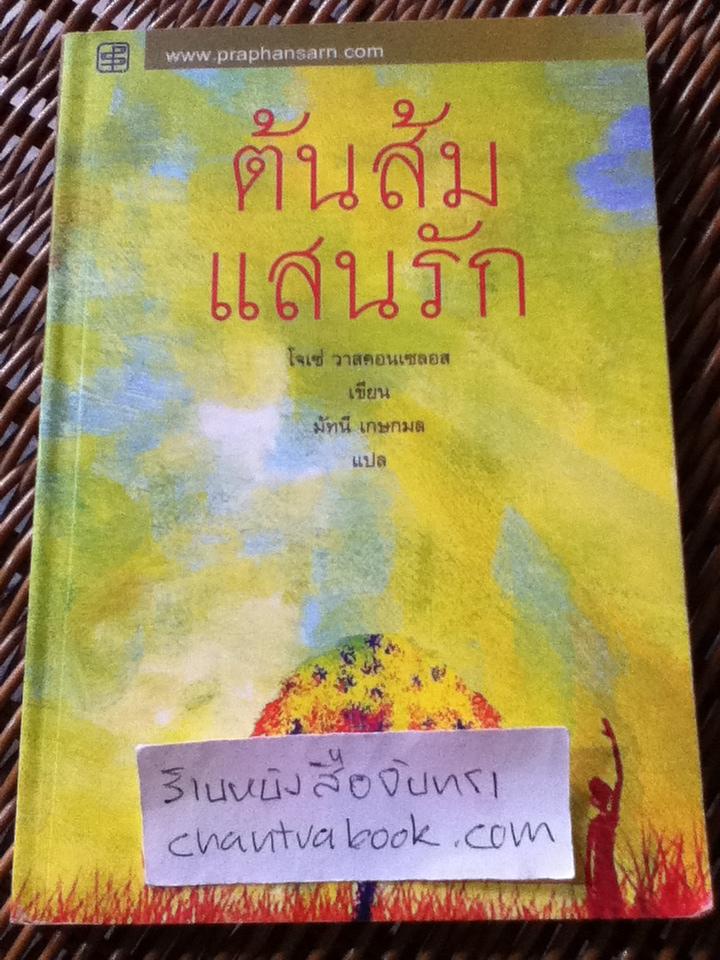 www.praphansarn.com
ต้นส้ม
แสนรัก
โจเซ่ วาสคอนเซลอส
เขียน
มัทนี เกษกมล
แปล
ร้านหนังสือจันทรา
chantrabook.com